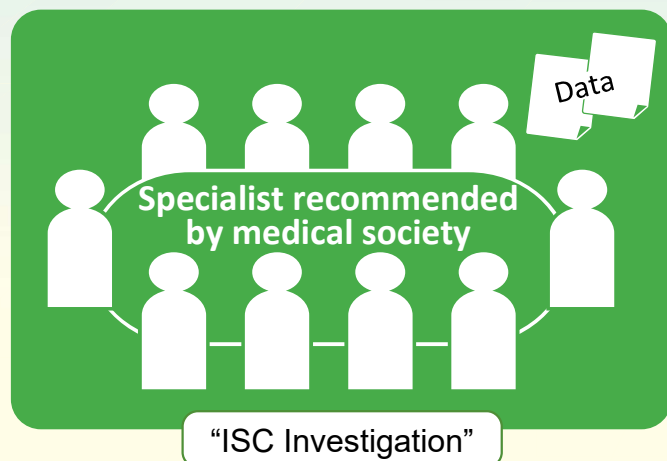 Data
Specialist recommended
by medical society
“ISC Investigation”